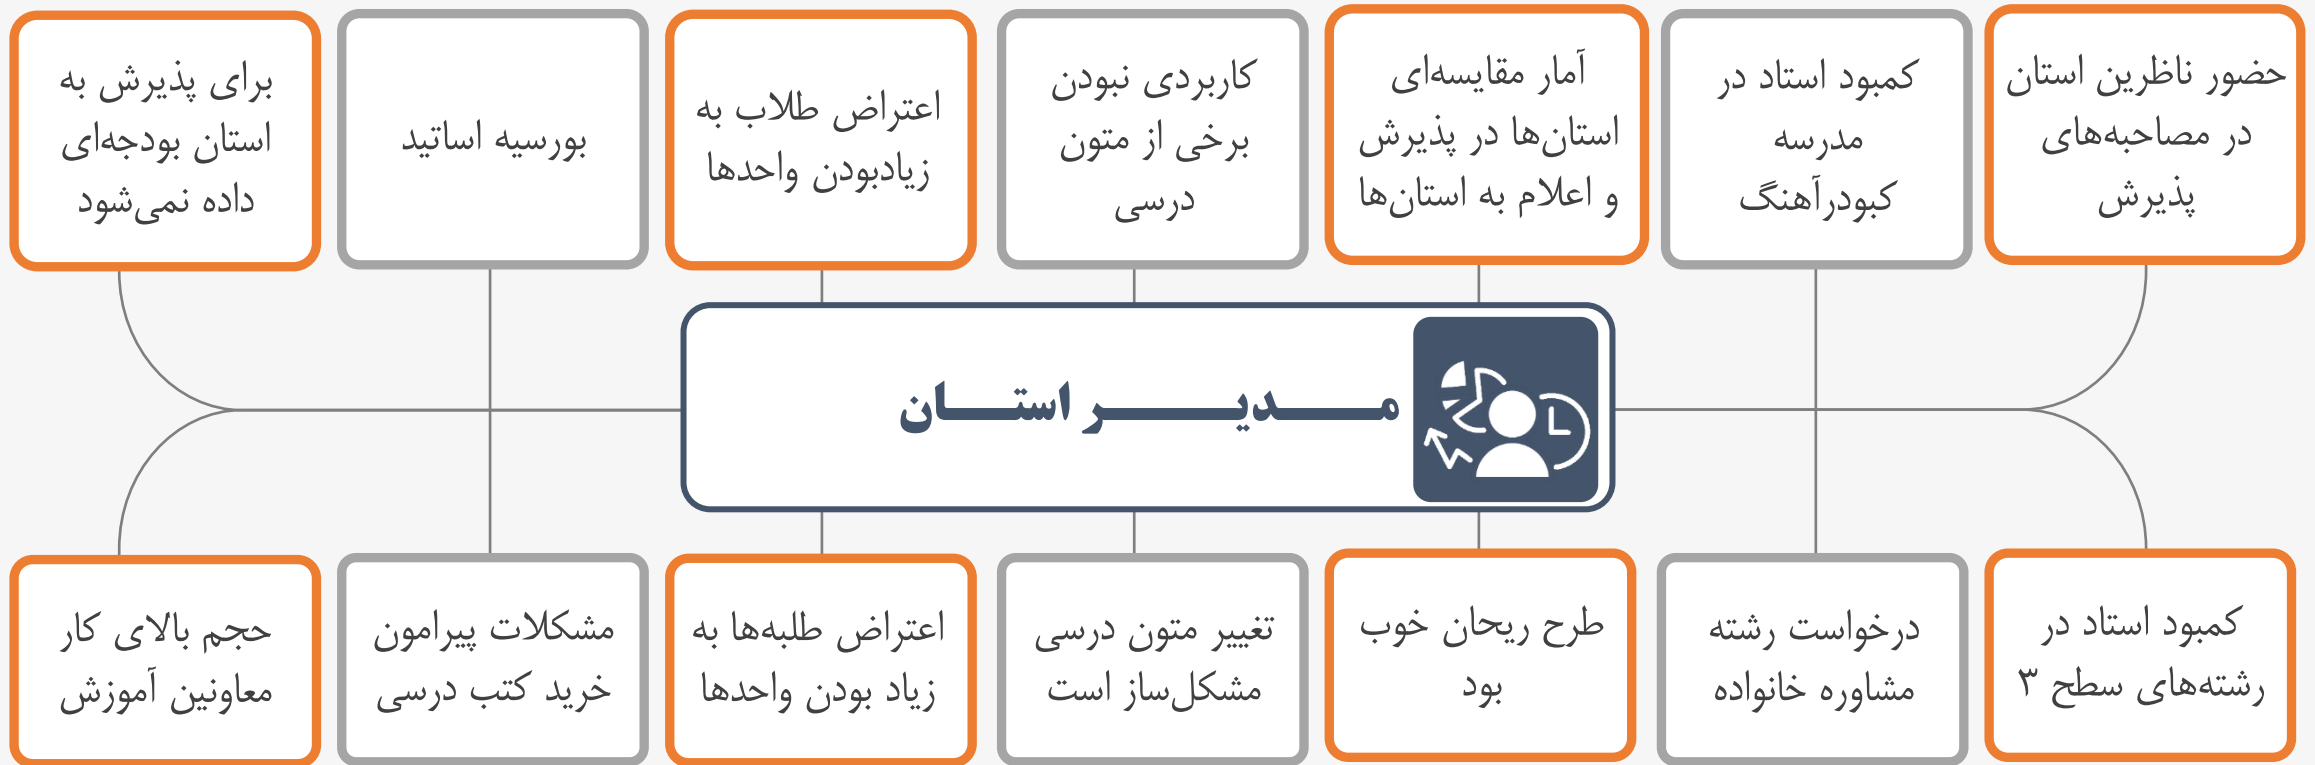 حضور ناظرین استان
در مصاحبه‌های
پذیرش
کمبود استاد در
مدرسه
کبودرآهنگ
آمار مقایسه‌ای
استان‌ها در پذیرش
و اعلام به استان‌ها
کاربردی نبودن
برخی از متون
درسی
اعتراض طلاب به
زیادبودن واحدها
بورسیه اساتید
برای پذیرش به
استان بودجه‌ای
داده نمی‌شود
مـــدیـــر استـــان
کمبود استاد در
رشته‌های سطح ۳
درخواست رشته
مشاوره خانواده
طرح ریحان خوب
بود
تغییر متون درسی
مشکل‌ساز است
اعتراض طلبه‌ها به
زیاد بودن واحدها
مشکلات پیرامون
خرید کتب درسی
حجم بالای کار
معاونین آموزش